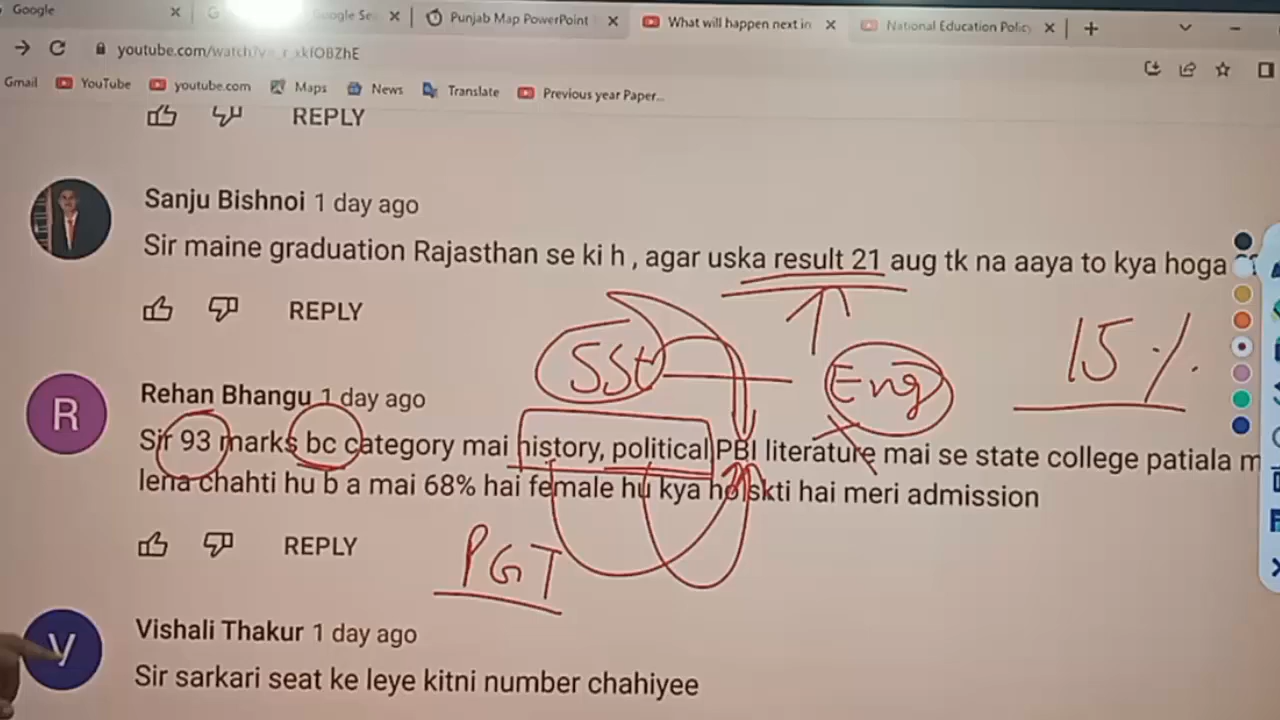 Google
Google Se
Punjab Map PowerPoint
What will happen next in
National Education Policy
youtube.com/watch
Gmail YouTube youtube.com Maps News Translate Previous year Paper...
REPLY
Sanju Bishnoi 1 day ago
Sir maine graduation Rajasthan se ki h , agar uska result 21 aug tk na aaya to kya hoga
REPLY
SSt
Eng
15 %.
Rehan Bhangu 1 day ago
Sir 93 marks bc category mai history, political PBI literature mai se state college patiala m
lena chahti hu b a mai 68% hai female hu kya ho skti hai meri admission
REPLY
PGT
V
R
Vishali Thakur 1 day ago
Sir sarkari seat ke leye kitni number chahiyee